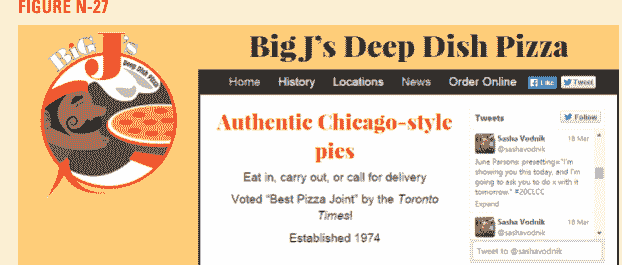 FIGURE N-27
BiG J's
Deep Dish Pizza
Big J's Deep Dish Pizza
Home History Locations News Order Online Like Tweet
Authentic Chicago-style
pies
Eat in, carry out, or call for delivery
Voted "Best Pizza Joint" by the Toronto
Times!
Established 1974
Tweets Follow
Sasha Vodnik 18 Mar
@sashavodnik
June Parsons presenting="I'm
showing you this today, and I'm
going to ask you to do x with it
tomorrow." #20CLCC
Expand
Sasha Vodnik 18 Mar
@sashavodnik
Tweet to @sashavodnik